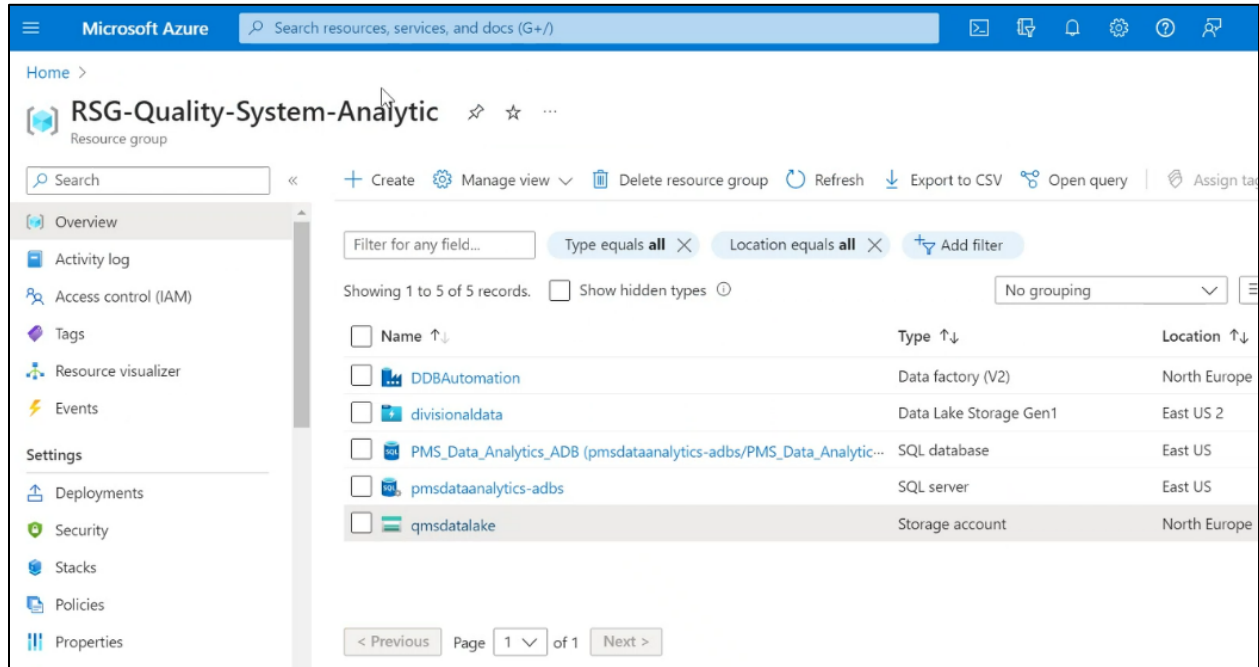 Microsoft Azure
Search resources, services, and docs (G+/)
Home >
RSG-Quality-System-Analytic
Resource group
Search
Overview
Activity log
Access control (IAM)
Tags
Resource visualizer
Events
Settings
Deployments
Security
Stacks
Policies
Properties
Create Manage view Delete resource group Refresh Export to CSV Open query Assign tag
Filter for any field... Type equals all Location equals all Add filter
Showing 1 to 5 of 5 records. Show hidden types No grouping
Name Type Location
DDBAutomation Data factory (V2) North Europe
divisionaldata Data Lake Storage Gen1 East US 2
PMS_Data_Analytics_ADB (pmsdataanalytics-adbs/PMS_Data_Analytic... SQL database East US
pmsdataanalytics-adbs SQL server East US
qmsdatalake Storage account North Europe
< Previous Page 1 of 1 Next >